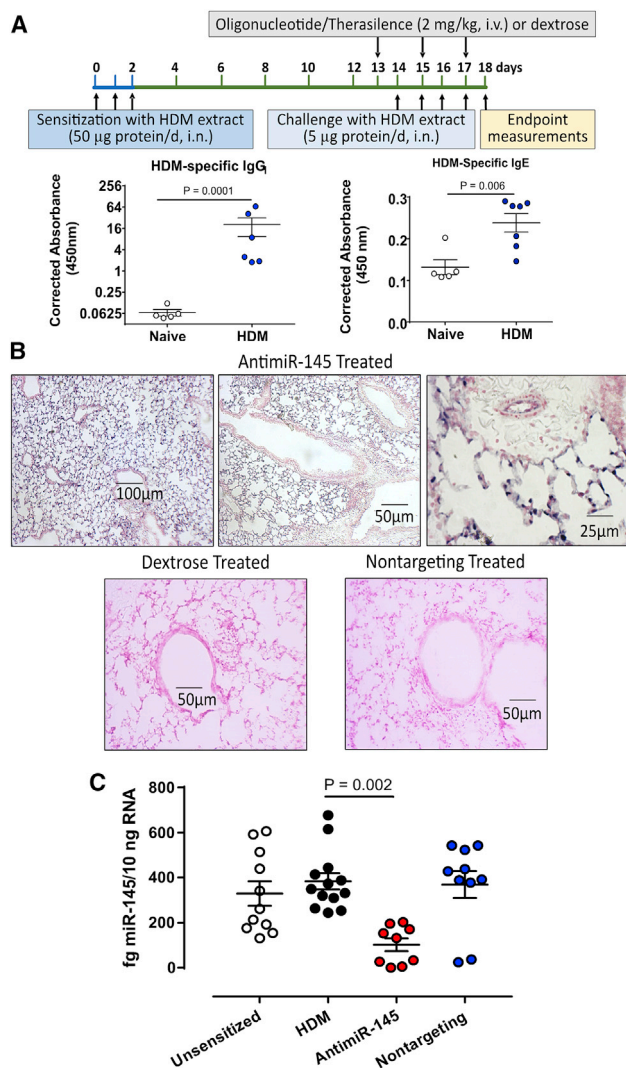 A
Oligonucleotide/Therasilence (2 mg/kg, i.v.) or dextrose
0 2 4 6 8 10 12 13 14 15 16 17 18 days
Sensitization with HDM extract
(50 µg protein/d, i.n.)
Challenge with HDM extract
(5 µg protein/d, i.n.)
Endpoint
measurements
HDM-specific IgG1
P = 0.0001
Corrected Absorbance
(450nm)
256
64
16
4
1
0.25
0.0625
Naive HDM
HDM-Specific IgE
P = 0.006
Corrected Absorbance
(450 nm)
0.3
0.2
0.1
0.0
Naive HDM
B
AntimiR-145 Treated
100µm
50µm
25µm
Dextrose Treated
50µm
Nontargeting Treated
50µm
C
P = 0.002
fg miR-145/10 ng RNA
800
600
400
200
0
Unsensitized
HDM
AntimiR-145
Nontargeting